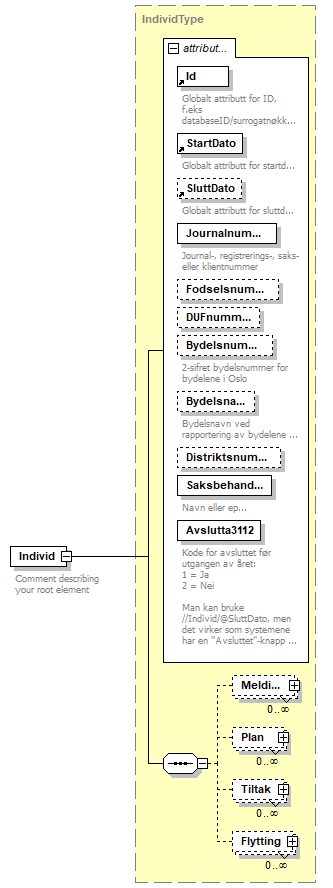 IndividType
attribut...
Id
Globalt attributt for ID,
f.eks
databaseID/surrogatnøkk...
StartDato
Globalt attributt for startd...
SluttDato
Globalt attributt for sluttd...
Journalnum...
Journal-, registrerings-, saks-
eller klientnummer
Fodselsnum...
DUFnumm...
Bydelsnum...
2-sifret bydelsnummer for
bydelene i Oslo
Bydelsna...
Bydelsnavn ved
rapportering av bydelene ...
Distriktsnum...
Saksbehand...
Navn eller ep...
Avslutta3112
Kode for avsluttet før
utgangen av året:
1 = Ja
2 = Nei
Man kan bruke
//Individ/@SluttDato, men
det virker som systemene
har en "Avsluttet"-knapp ...
Individ
Comment describing
your root element
Meldi...
0..∞
Plan
0..∞
Tiltak
0..∞
Flytting
0..∞